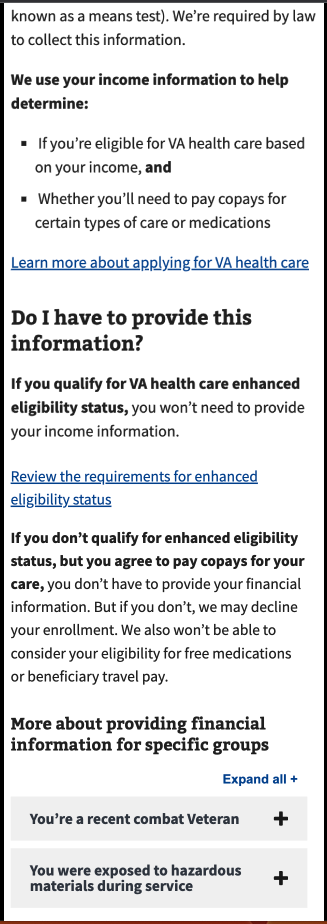 known as a means test). We’re required by law
to collect this information.
We use your income information to help
determine:
▪ If you’re eligible for VA health care based
on your income, and
▪ Whether you’ll need to pay copays for
certain types of care or medications
Learn more about applying for VA health care
Do I have to provide this
information?
If you qualify for VA health care enhanced
eligibility status, you won’t need to provide
your income information.
Review the requirements for enhanced
eligibility status
If you don’t qualify for enhanced eligibility
status, but you agree to pay copays for your
care, you don’t have to provide your financial
information. But if you don’t, we may decline
your enrollment. We also won’t be able to
consider your eligibility for free medications
or beneficiary travel pay.
More about providing financial
information for specific groups
Expand all +
You’re a recent combat Veteran +
You were exposed to hazardous
materials during service +